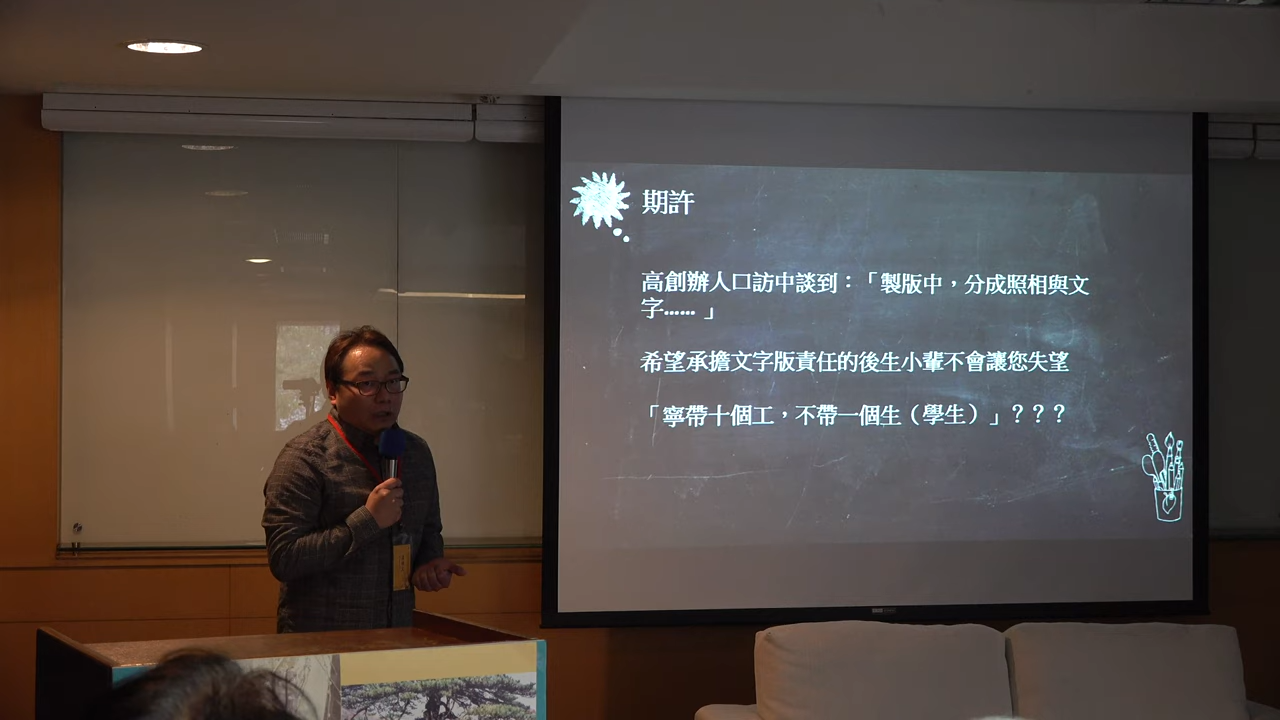 期許
高創辦人口訪中談到：「製版中，分成照相與文
字…… 」
希望承擔文字版責任的後生小輩不會讓您失望
「寧帶十個工，不帶一個生（學生）」？？？